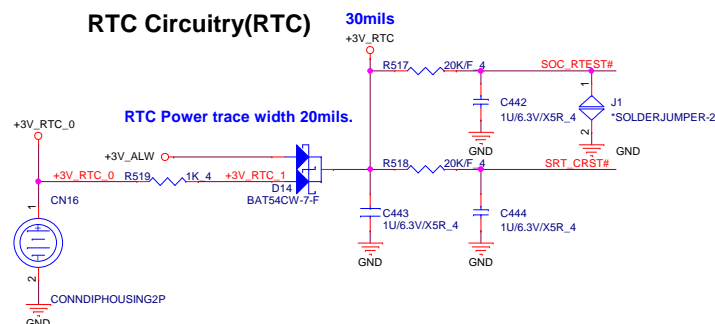 RTC Circuitry(RTC)
30mils
+3V_RTC
R517
20K/F_4
SOC_RTEST#
1
J1
*SOLDERJUMPER-2
2
C442
1U/6.3V/X5R_4
GND
GND
RTC Power trace width 20mils.
+3V_RTC_0
+3V_ALW
+3V_RTC_0
R519
1K_4
+3V_RTC_1
D14
BAT54CW-7-F
R518
20K/F_4
SRT_CRST#
CN16
1
2
C443
1U/6.3V/X5R_4
C444
1U/6.3V/X5R_4
GND
GND
CONNDIPHOUSING2P
GND